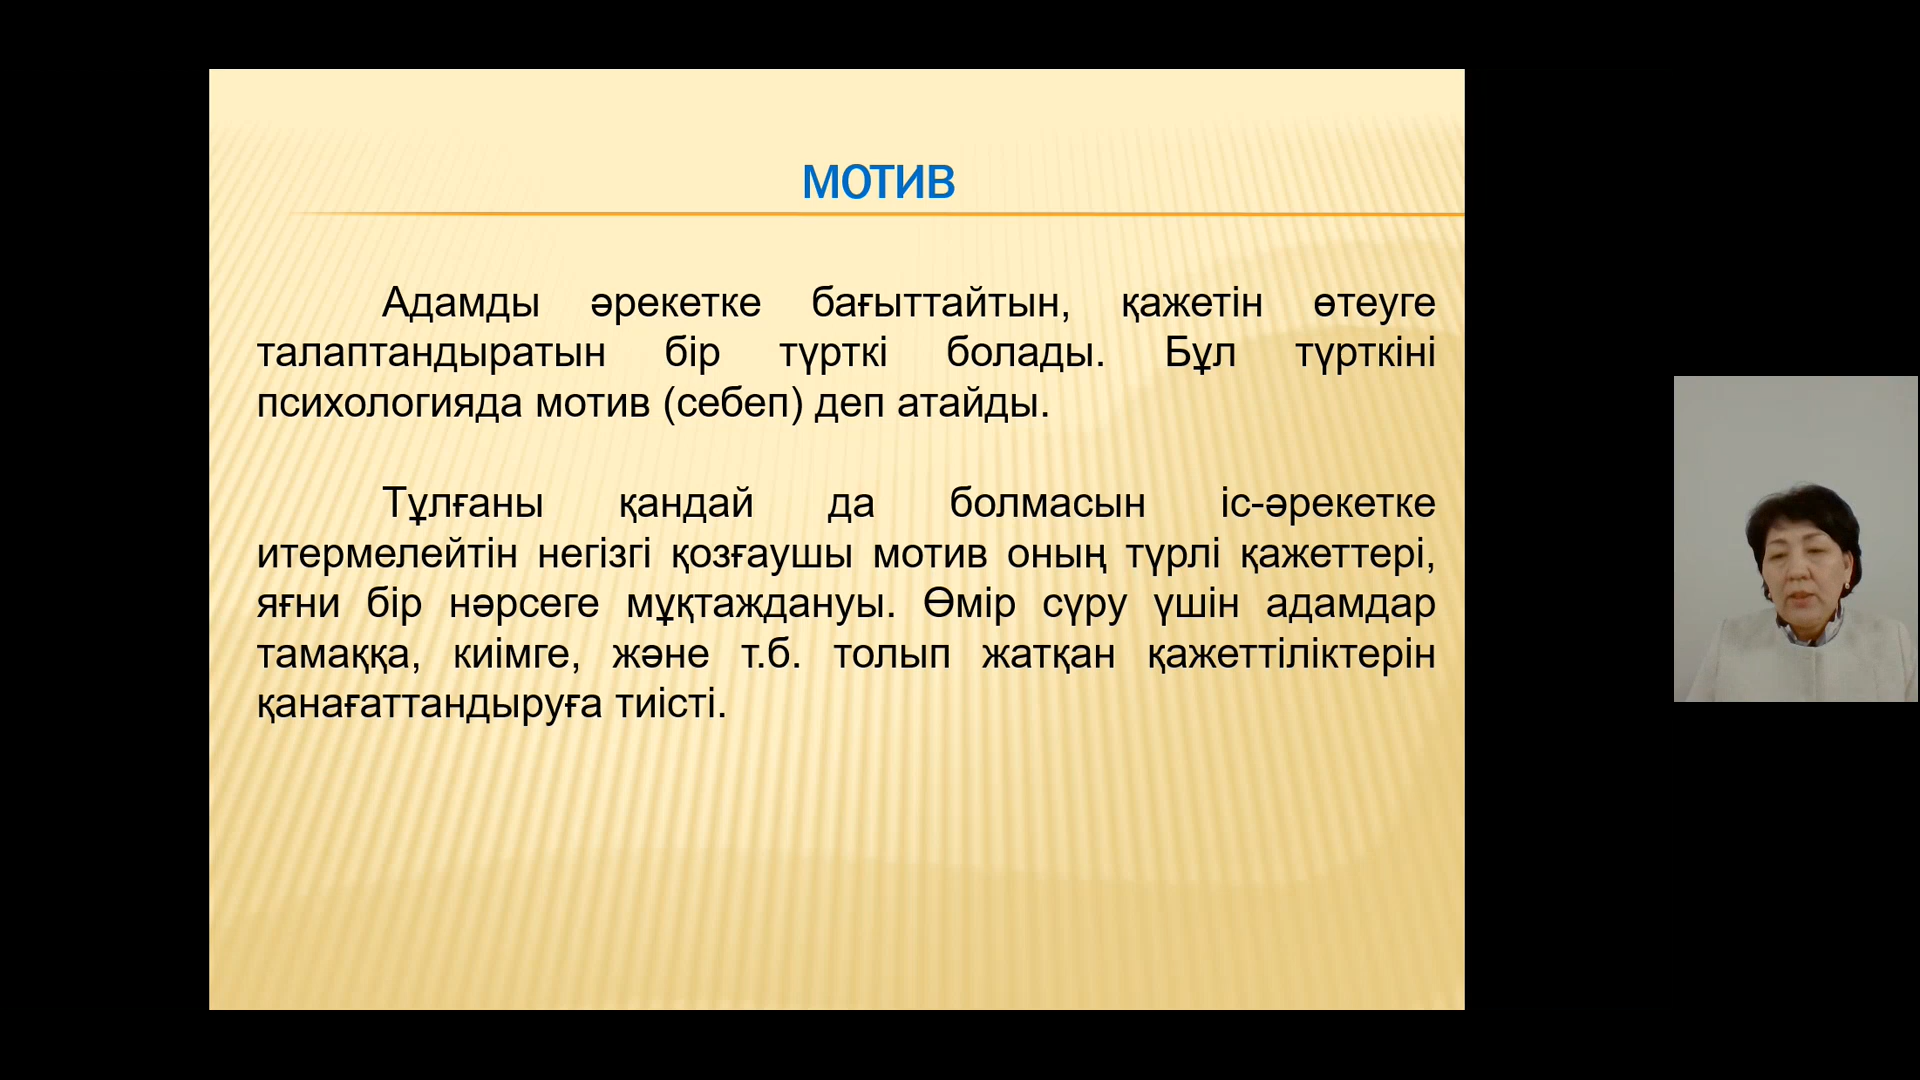 МОТИВ
Адамды әрекетке бағыттайтын, қажетін өтеуге
талаптандыратын бір түрткі болады. Бұл түрткіні
психологияда мотив (себеп) деп атайды.
Тұлғаны қандай да болмасын іс-әрекетке
итермелейтін негізгі қозғаушы мотив оның түрлі қажеттері,
яғни бір нәрсеге мұқтаждануы. Өмір сүру үшін адамдар
тамаққа, киімге, және т.б. толып жатқан қажеттіліктерін
қанағаттандыруға тиісті.